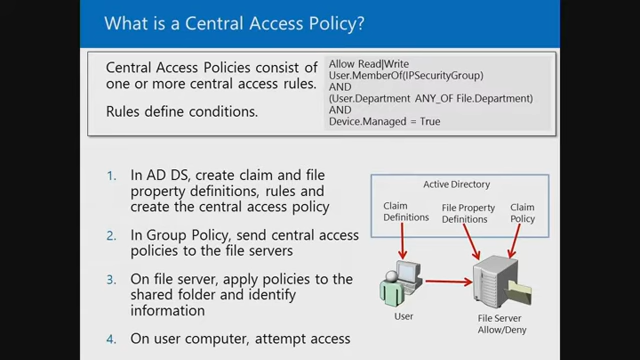 What is a Central Access Policy?
Central Access Policies consist of
one or more central access rules.
Rules define conditions.
Allow Read|Write
User.MemberOf(IPSecurityGroup)
AND
(User.Department ANY_OF File.Department)
AND
Device.Managed = True
1. In AD DS, create claim and file
property definitions, rules and
create the central access policy
2. In Group Policy, send central access
policies to the file servers
3. On file server, apply policies to the
shared folder and identify
information
4. On user computer, attempt access
Active Directory
Claim
Definitions
File Property
Definitions
Claim
Policy
User
File Server
Allow/Deny